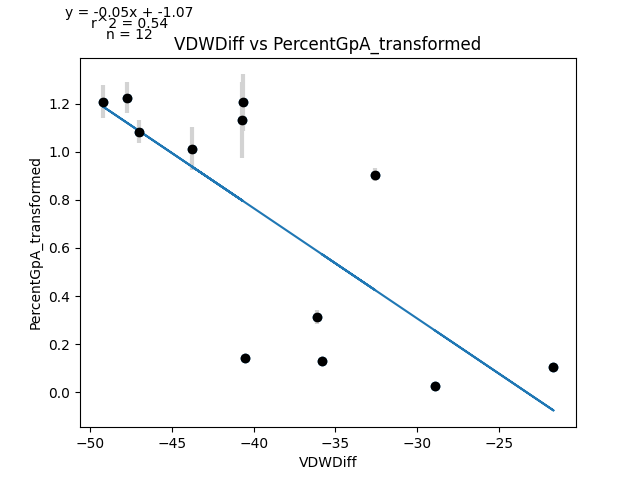 y = -0.05x + -1.07
r^2 = 0.54
n = 12
VDWDiff vs PercentGpA_transformed
PercentGpA_transformed
1.2
1.0
0.8
0.6
0.4
0.2
0.0
−50
−45
−40
−35
−30
−25
VDWDiff